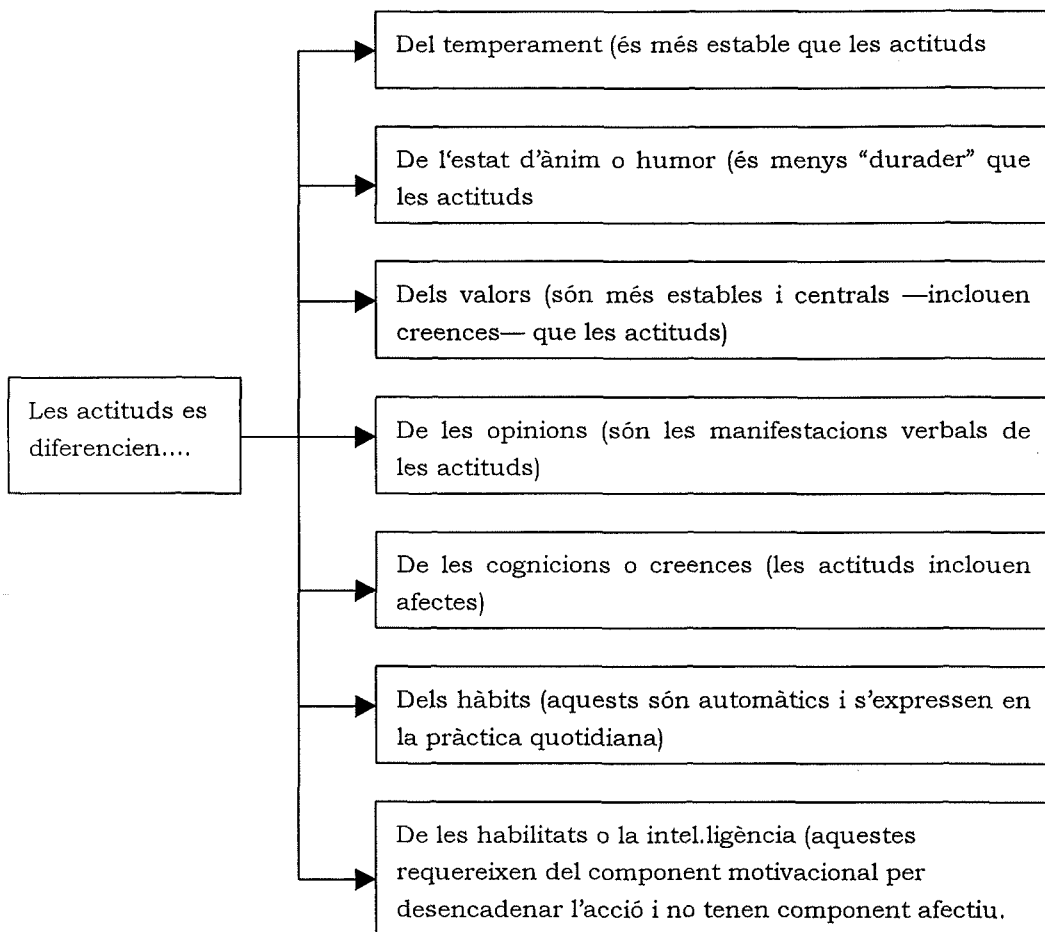 Del temperament (és més estable que les actituds
De l'estat d'ànim o humor (és menys “durader” que
les actituds
Dels valors (són més estables i centrals —inclouen
creences— que les actituds)
Les actituds es
diferencien....
De les opinions (són les manifestacions verbals de
les actituds)
De les cognicions o creences (les actituds inclouen
afectes)
Dels hàbits (aquests són automàtics i s'expressen en
la pràctica quotidiana)
De les habilitats o la intel.ligència (aquestes
requereixen del component motivacional per
desencadenar l'acció i no tenen component afectiu.